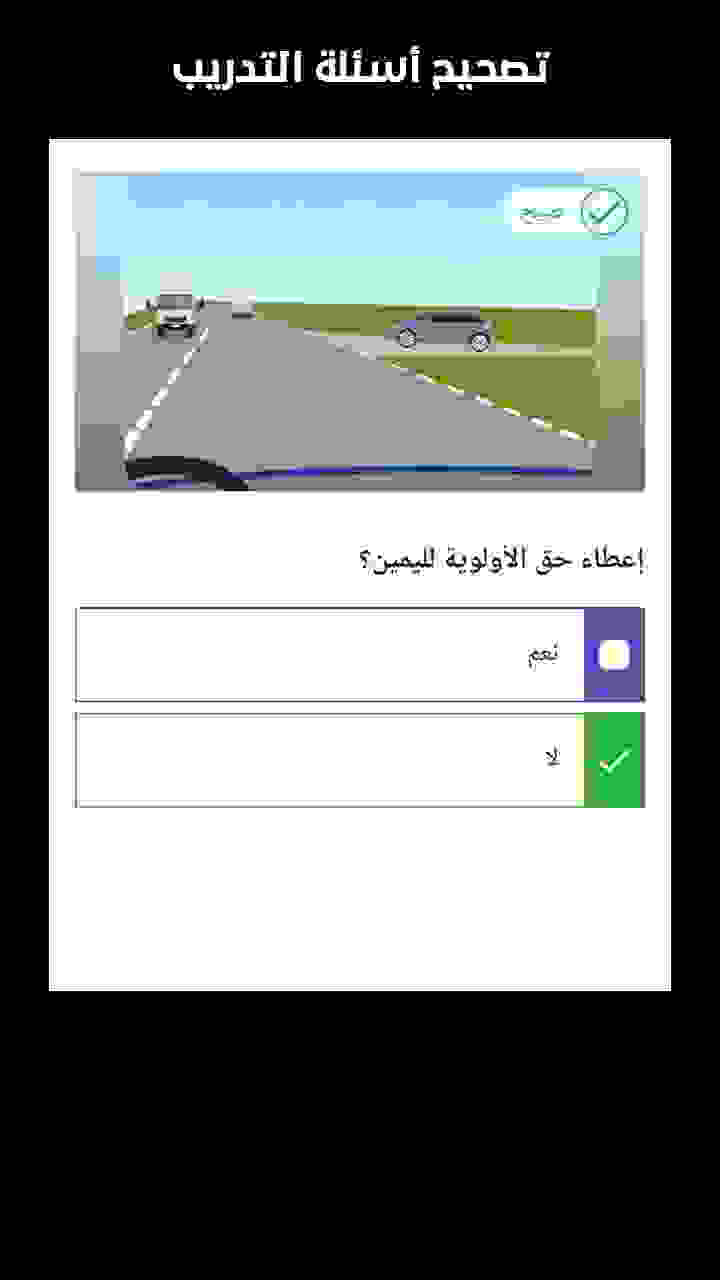 تصحيح أسئلة التدريب
صحيح
إعطاء حق الأولوية لليمين؟
نعم
لا